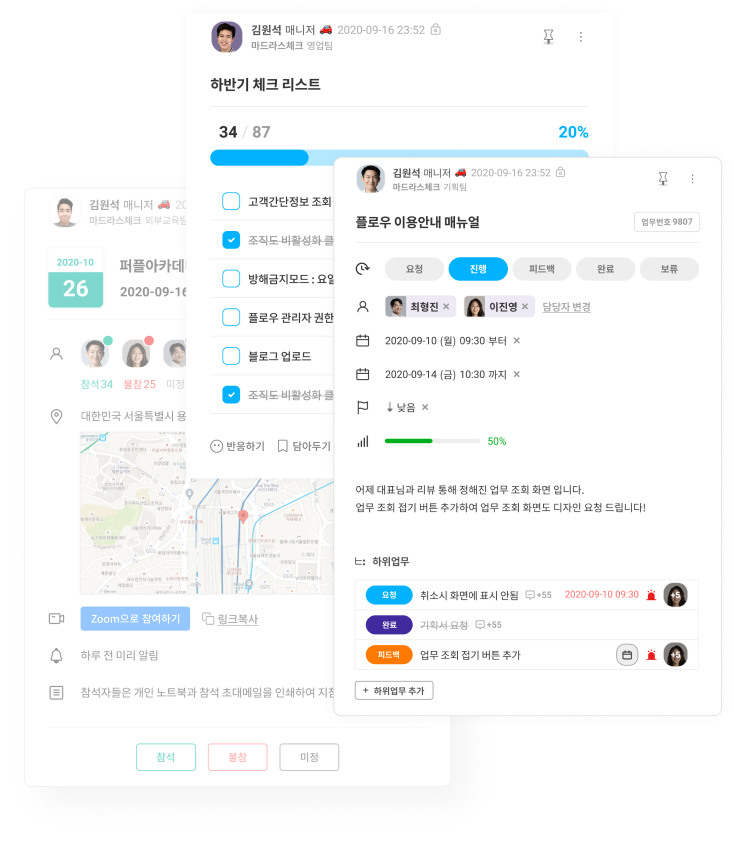 김원석 매니저 2020-09-16 23:52
마드라스체크 영업팀
하반기 체크 리스트
34 / 87
20%
고객간단정보 조회
조직도 비활성화 클
방해금지모드 : 요일
플로우 관리자 권한
블로그 업로드
조직도 비활성화 클
반응하기 담아두기
김원석 매니저 2020-09-16 23:52
마드라스체크 기획팀
플로우 이용안내 매뉴얼
업무번호 9807
요청 진행 피드백 완료 보류
최형진 × 이진영 × 담당자 변경
2020-09-10 (월) 09:30 부터 ×
2020-09-14 (금) 10:30 까지 ×
↓ 낮음 ×
50%
어제 대표님과 리뷰 통해 정해진 업무 조회 화면 입니다.
업무 조회 접기 버튼 추가하여 업무 조회 화면도 디자인 요청 드립니다!
하위업무
요청 취소시 화면에 표시 안됨 +55 2020-09-10 09:30 +5
완료 기획서 요청 +55
피드백 업무 조회 접기 버튼 추가 +5
+ 하위업무 추가
김원석 매니저 20
마드라스체크 외부교육팀
2020-10
26
퍼플아카데
2020-09-16
참석 34 불참 25 미정
대한민국 서울특별시 용
Zoom으로 참여하기 링크복사
하루 전 미리 알림
참석자들은 개인 노트북과 참석 초대메일을 인쇄하여 지참
참석 불참 미정